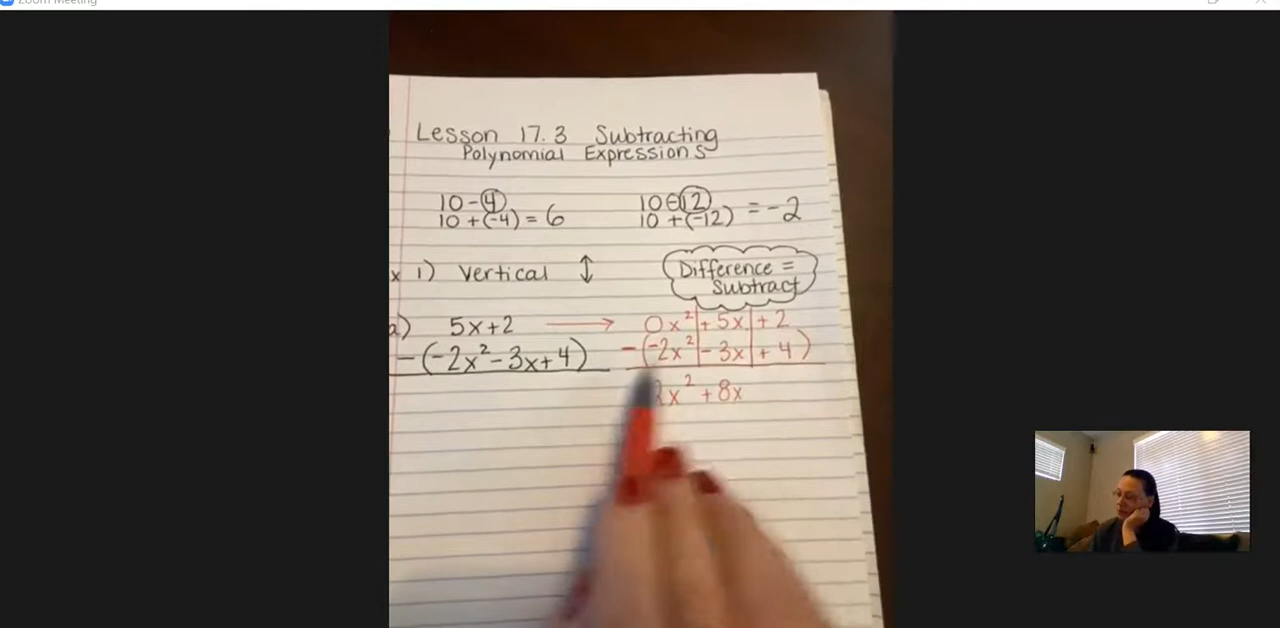 Zoom Meeting
Lesson 17.3 Subtracting
Polynomial Expressions
10-4
10+(-4)=6
10-12
10+(-12) = -2
x 1) Vertical ↕
Difference =
Subtract
a) 5x+2 → 0x²+5x+2
-(-2x²-3x+4) -(-2x²-3x+4)
x²+8x